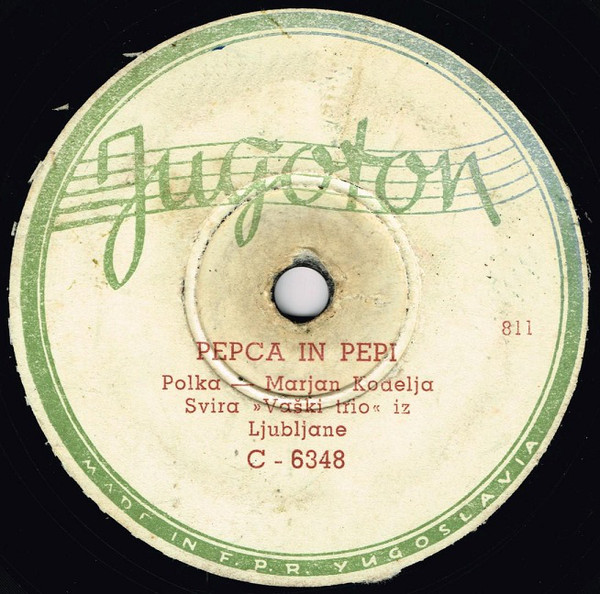 Jugoton
811
PEPCA IN PEPI
Polka — Marjan Kodelja
Svira »Vaški trio« iz
Ljubljane
C - 6348
MADE IN F.P.R. YUGOSLAVIA